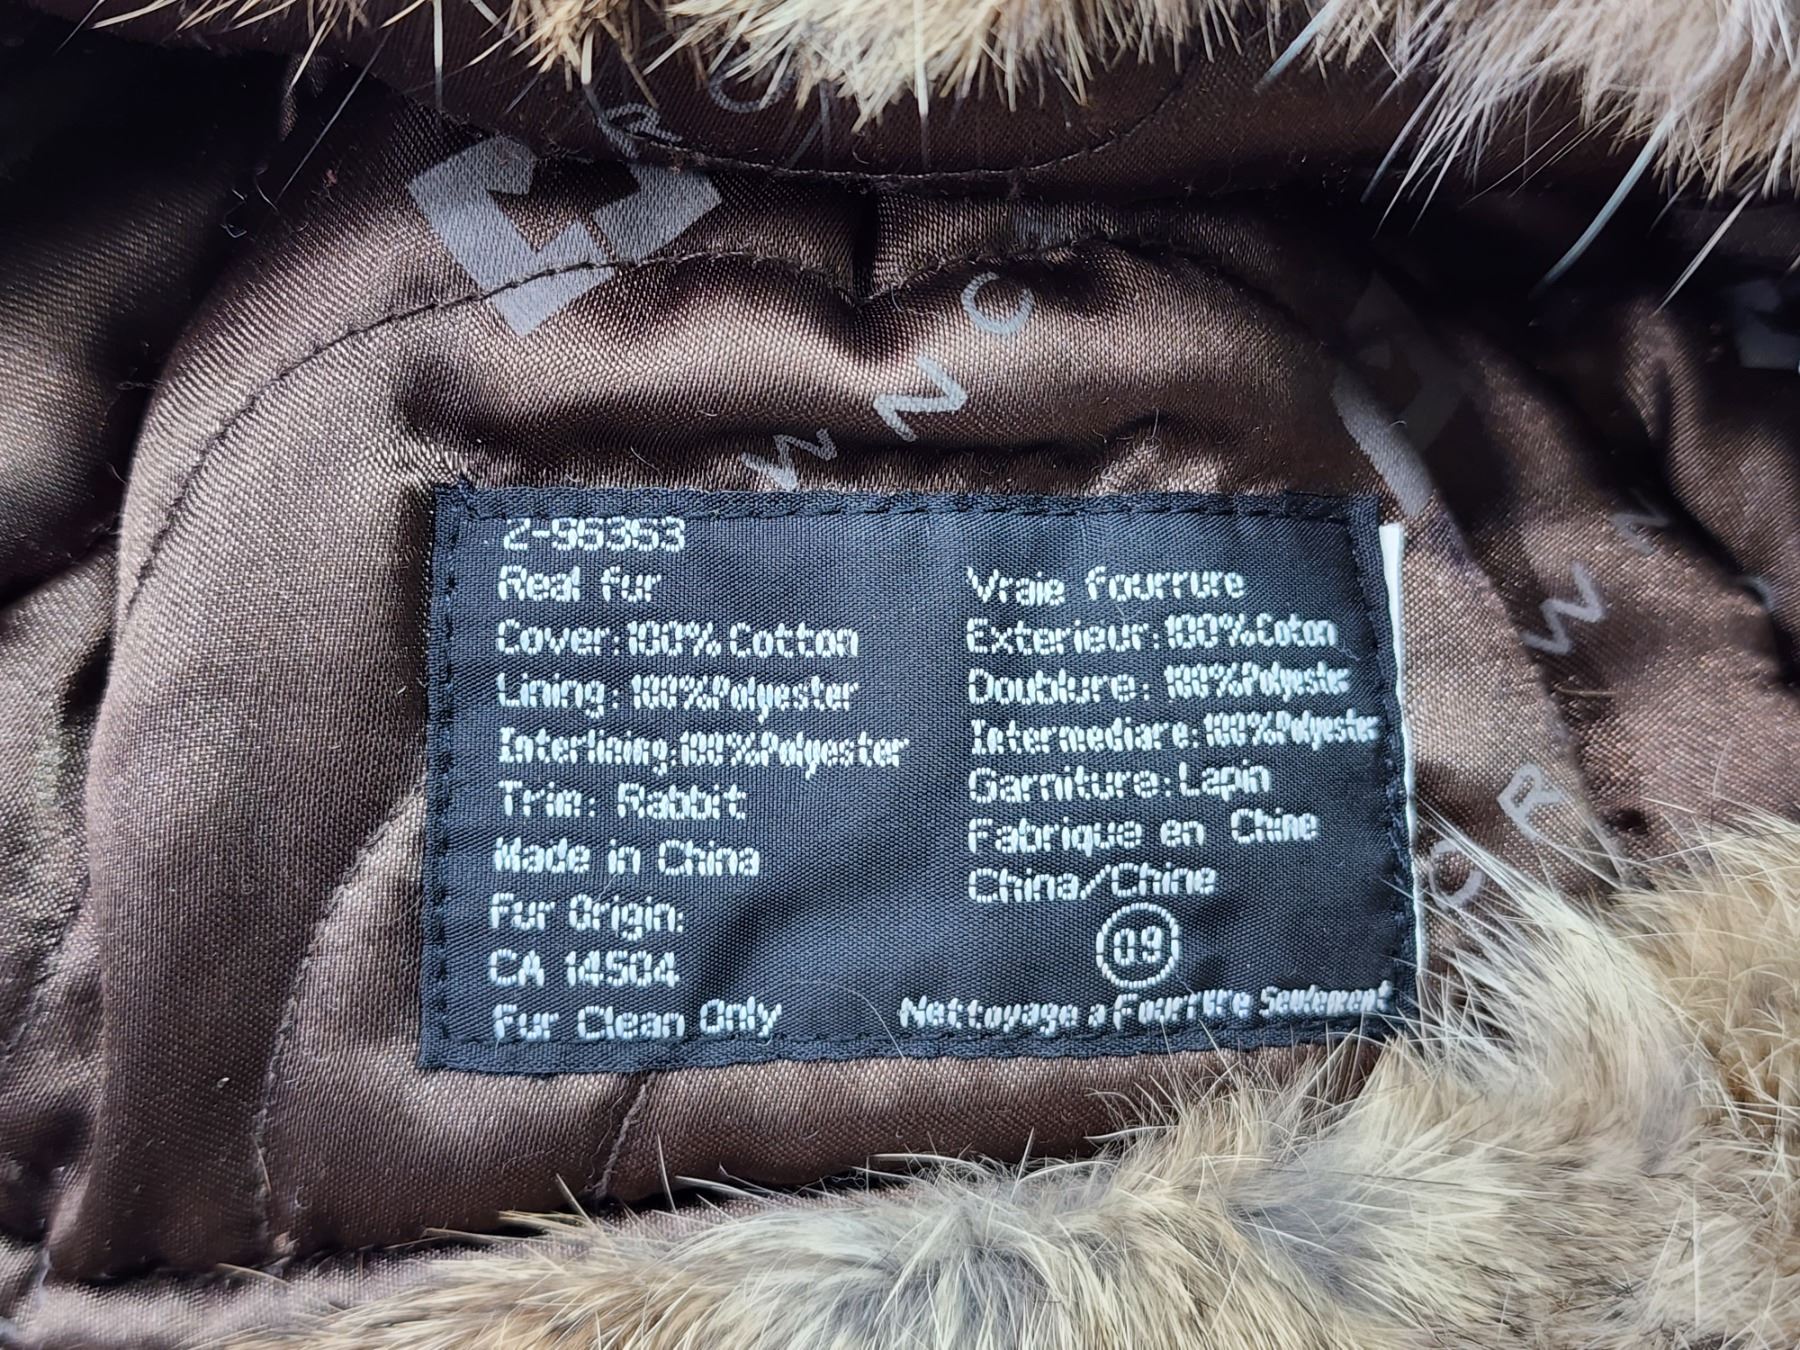 2-96363
Real fur
Cover:100% Cotton
Lining: 100%Polyester
Interlining:100%Polyester
Trim: Rabbit
Made in China
Fur Origin:
CA 14504
Fur Clean Only
Vraie fourrure
Exterieur:100%Coton
Doublure: 100%Polyester
Intermediare:100%Polyester
Garniture:Lapin
Fabrique en Chine
China/Chine
09
Nettoyage a Fourrure Seulement